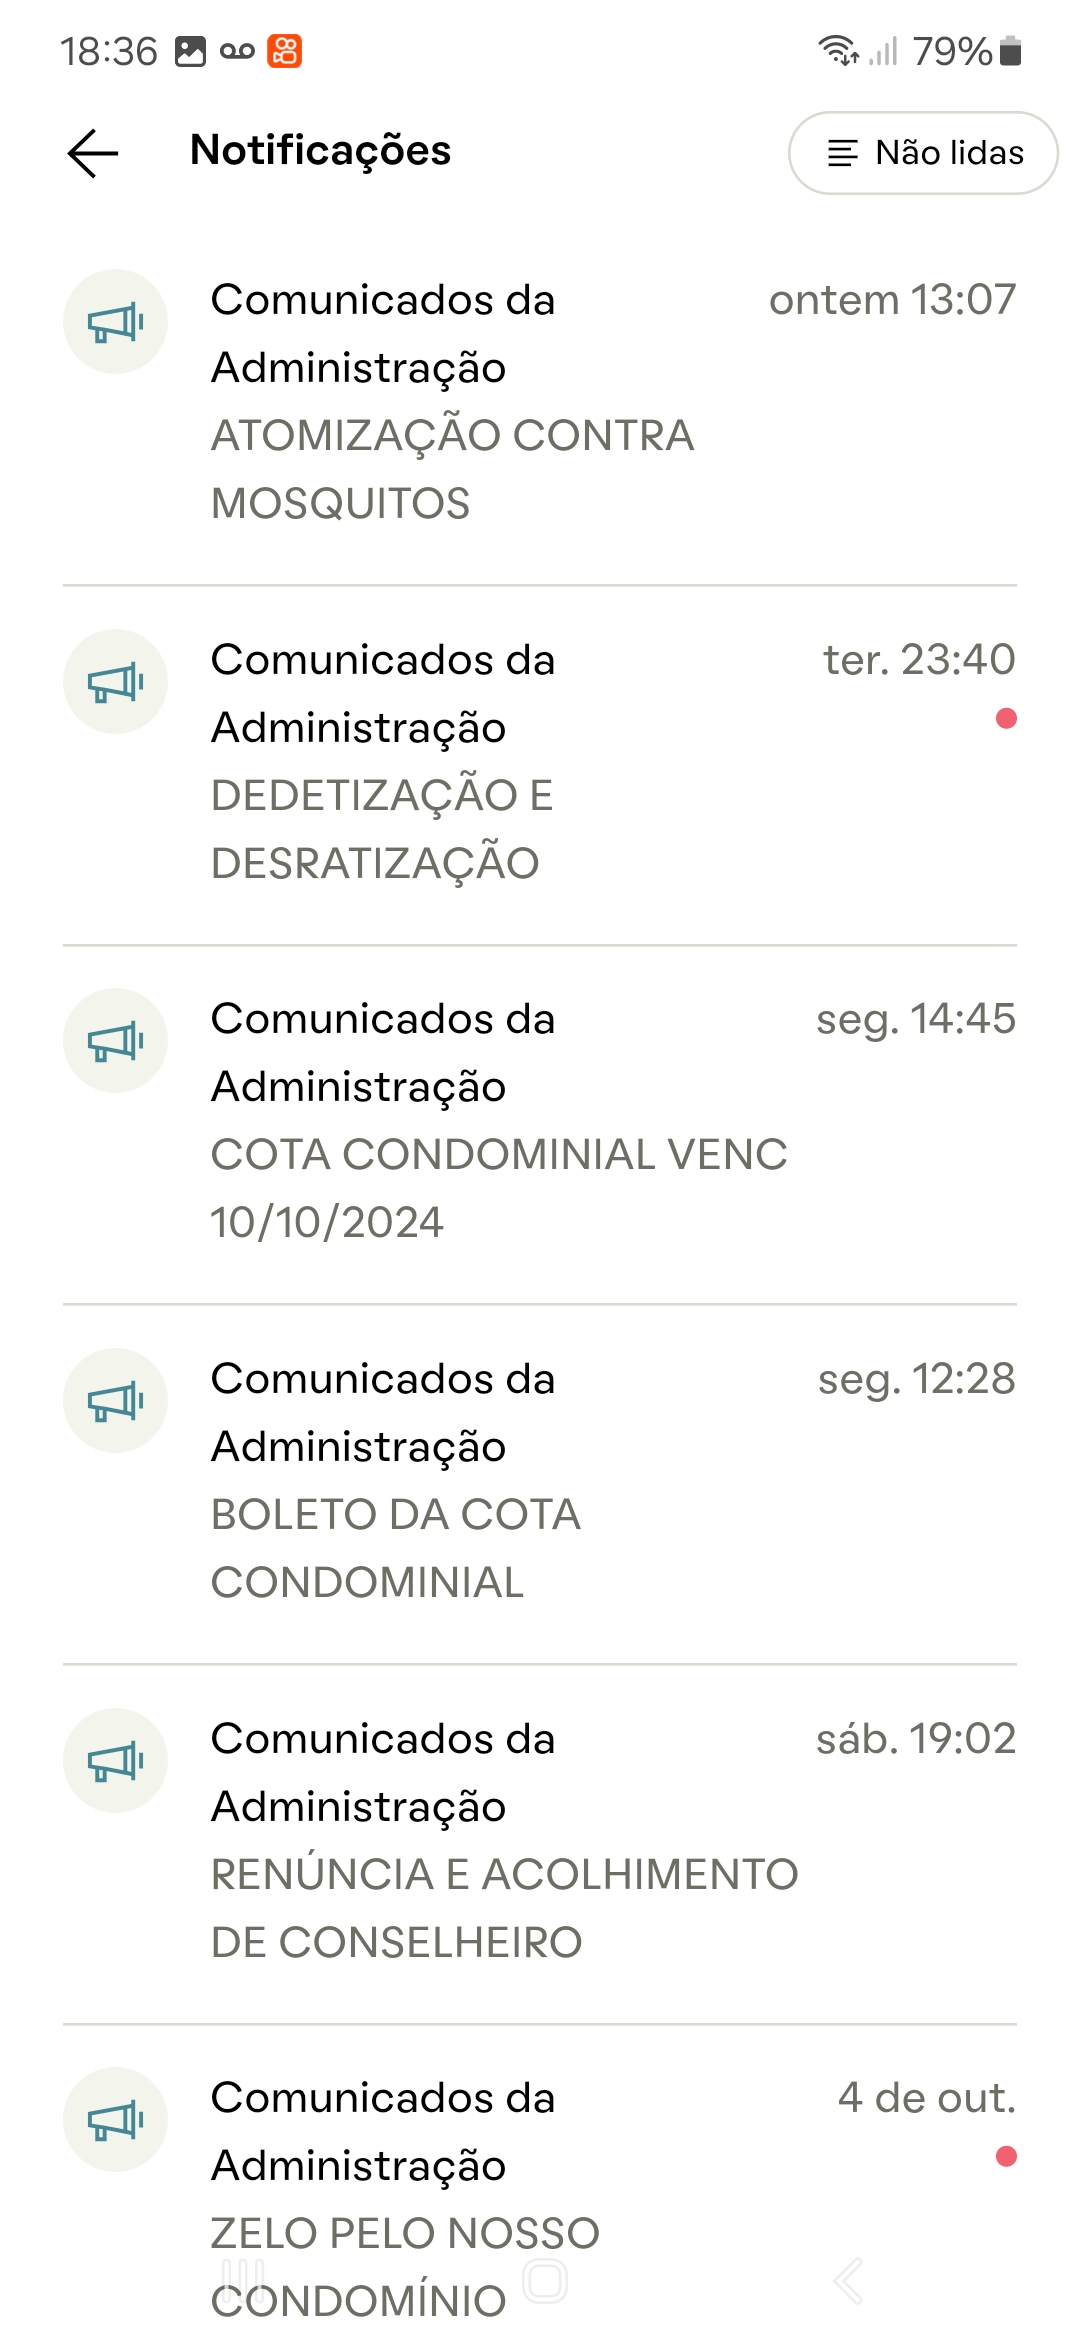 18:36 79%
Notificações Não lidas
Comunicados da ontem 13:07
Administração
ATOMIZAÇÃO CONTRA
MOSQUITOS
Comunicados da ter. 23:40
Administração
DEDETIZAÇÃO E
DESRATIZAÇÃO
Comunicados da seg. 14:45
Administração
COTA CONDOMINIAL VENC
10/10/2024
Comunicados da seg. 12:28
Administração
BOLETO DA COTA
CONDOMINIAL
Comunicados da sáb. 19:02
Administração
RENÚNCIA E ACOLHIMENTO
DE CONSELHEIRO
Comunicados da 4 de out.
Administração
ZELO PELO NOSSO
CONDOMÍNIO